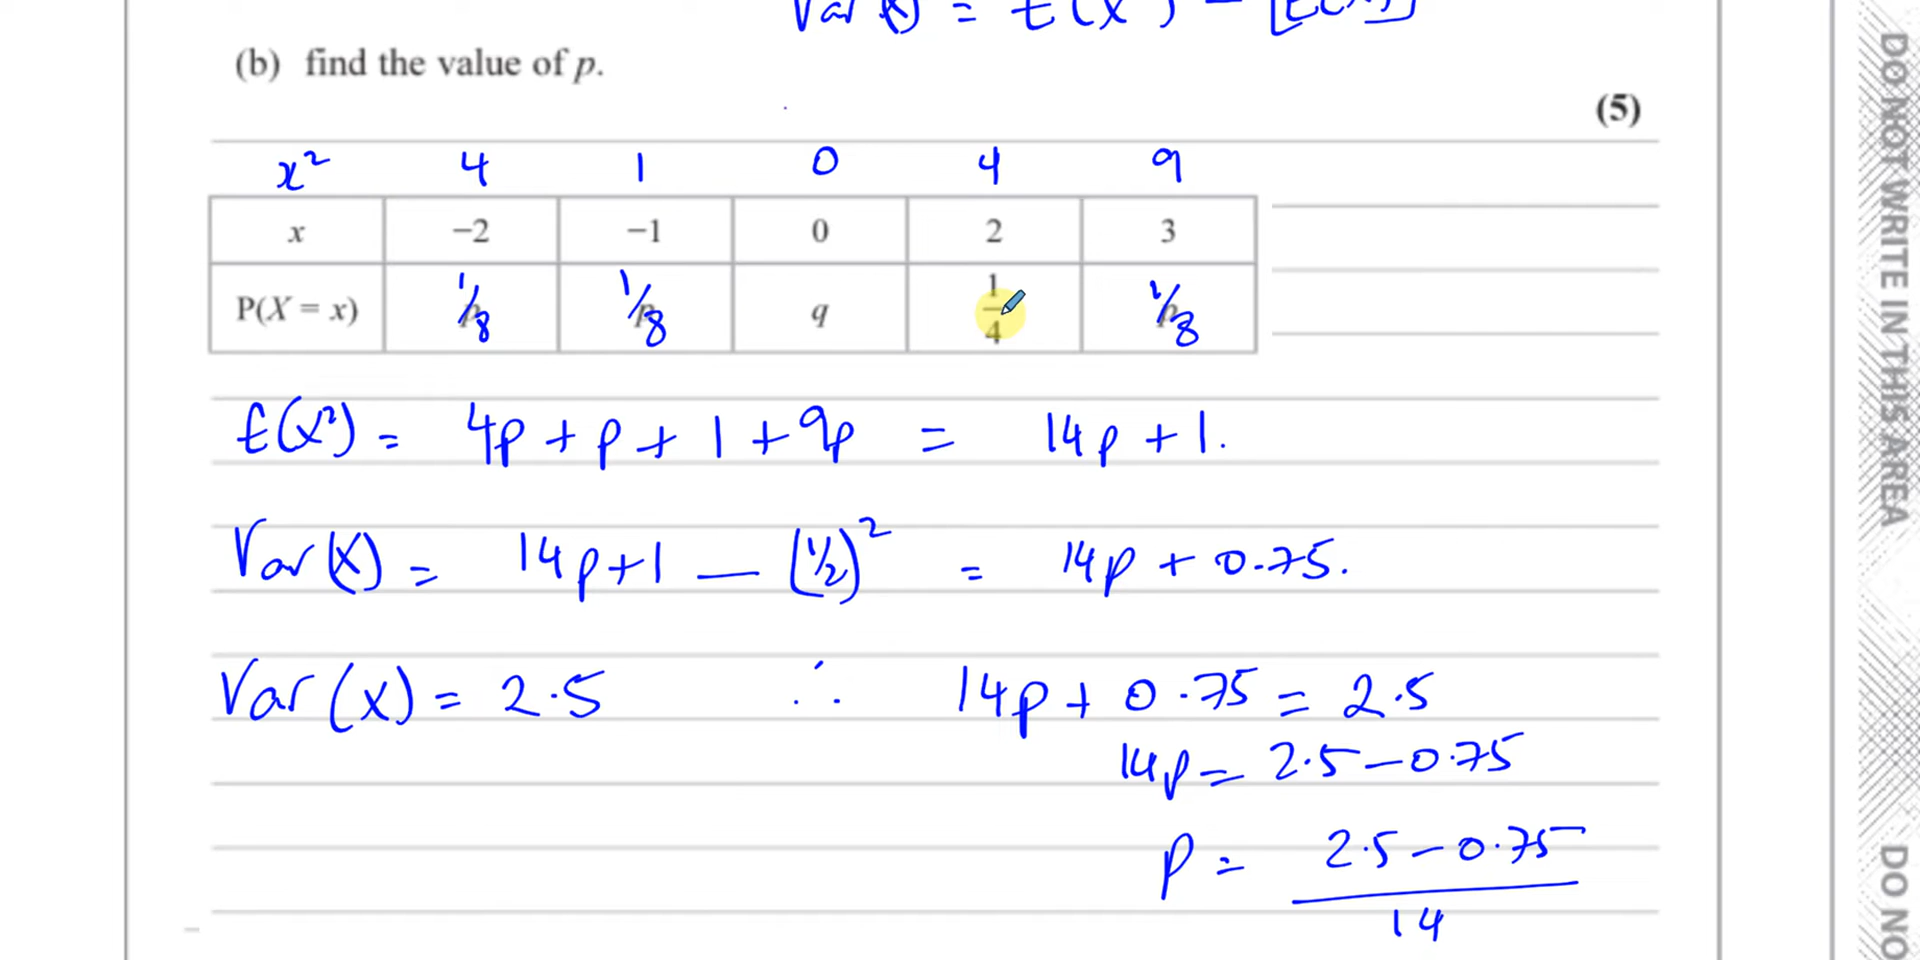 Var(X) = E(X²) - [E(X)]²
(b) find the value of p.
(5)
x² 4 1 0 4 9
x −2 −1 0 2 3
P(X = x) 1/8 1/8 q 1/4 1/8
E(X²) = 4p + p + 1 + 9p = 14p + 1.
Var(X) = 14p+1 — (1/2)² = 14p + 0.75.
Var(X) = 2.5 ∴ 14p + 0.75 = 2.5
14p = 2.5 - 0.75
p = 2.5 - 0.75
14
DO NOT WRITE IN THIS AREA
DO NO